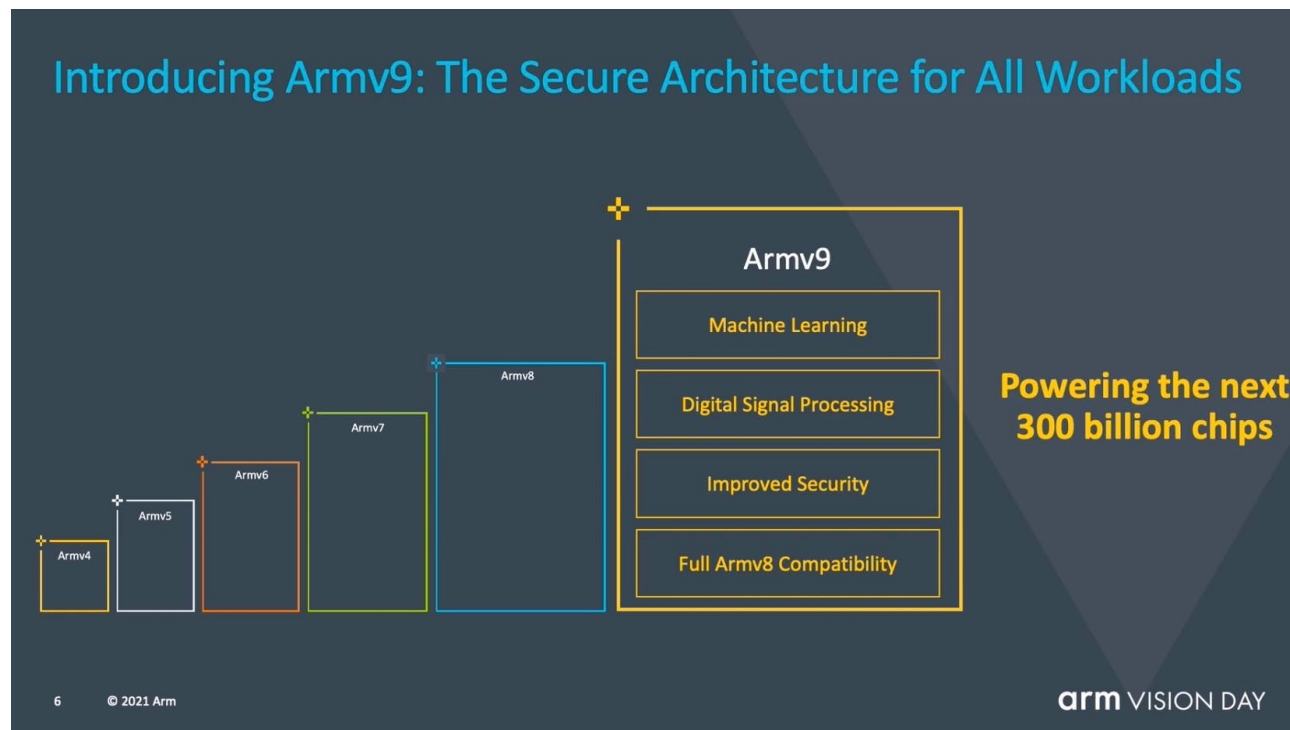 Introducing Armv9: The Secure Architecture for All Workloads
Armv4
Armv5
Armv6
Armv7
Armv8
Armv9
Machine Learning
Digital Signal Processing
Improved Security
Full Armv8 Compatibility
Powering the next
300 billion chips
6 © 2021 Arm
arm VISION DAY